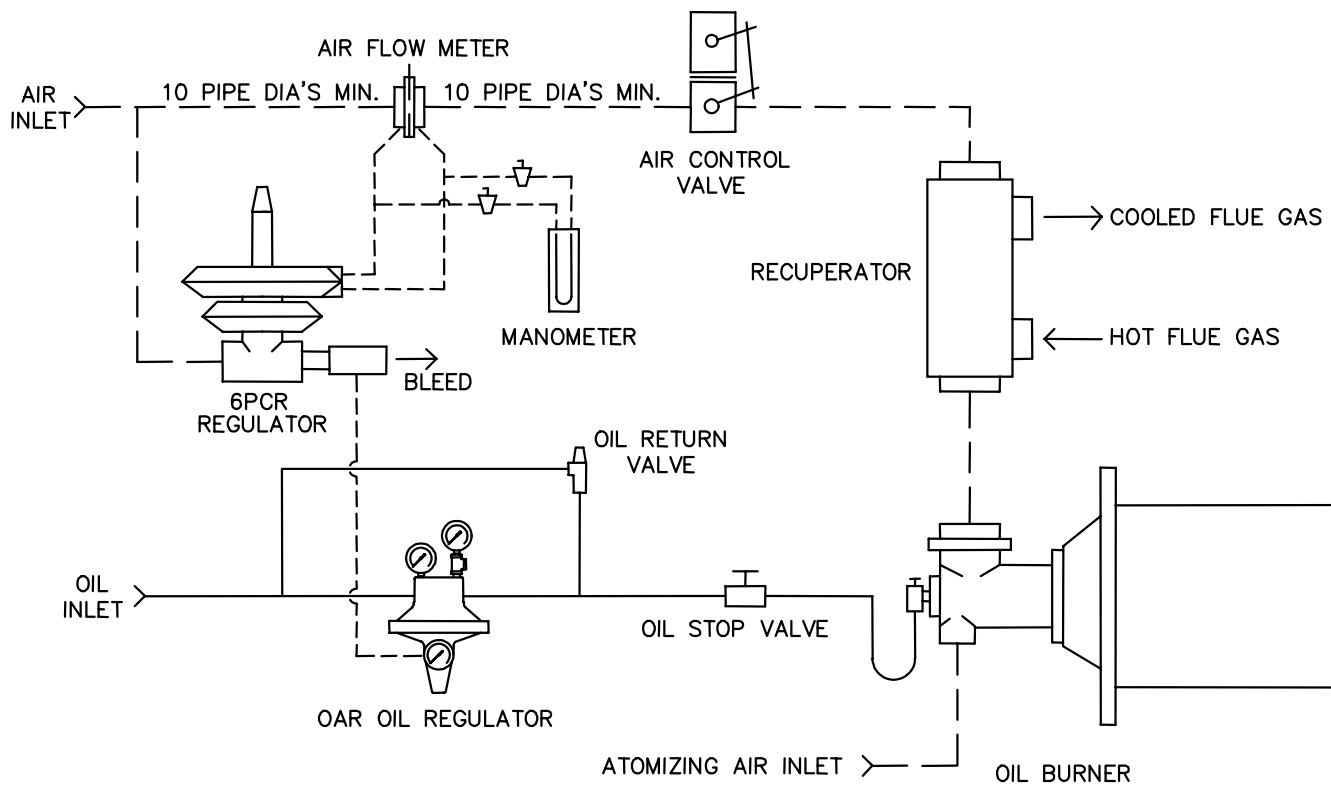 AIR FLOW METER
AIR
INLET
10 PIPE DIA'S MIN.
10 PIPE DIA'S MIN.
AIR CONTROL
VALVE
COOLED FLUE GAS
RECUPERATOR
MANOMETER
HOT FLUE GAS
BLEED
6PCR
REGULATOR
OIL RETURN
VALVE
OIL
INLET
OIL STOP VALVE
OAR OIL REGULATOR
ATOMIZING AIR INLET
OIL BURNER